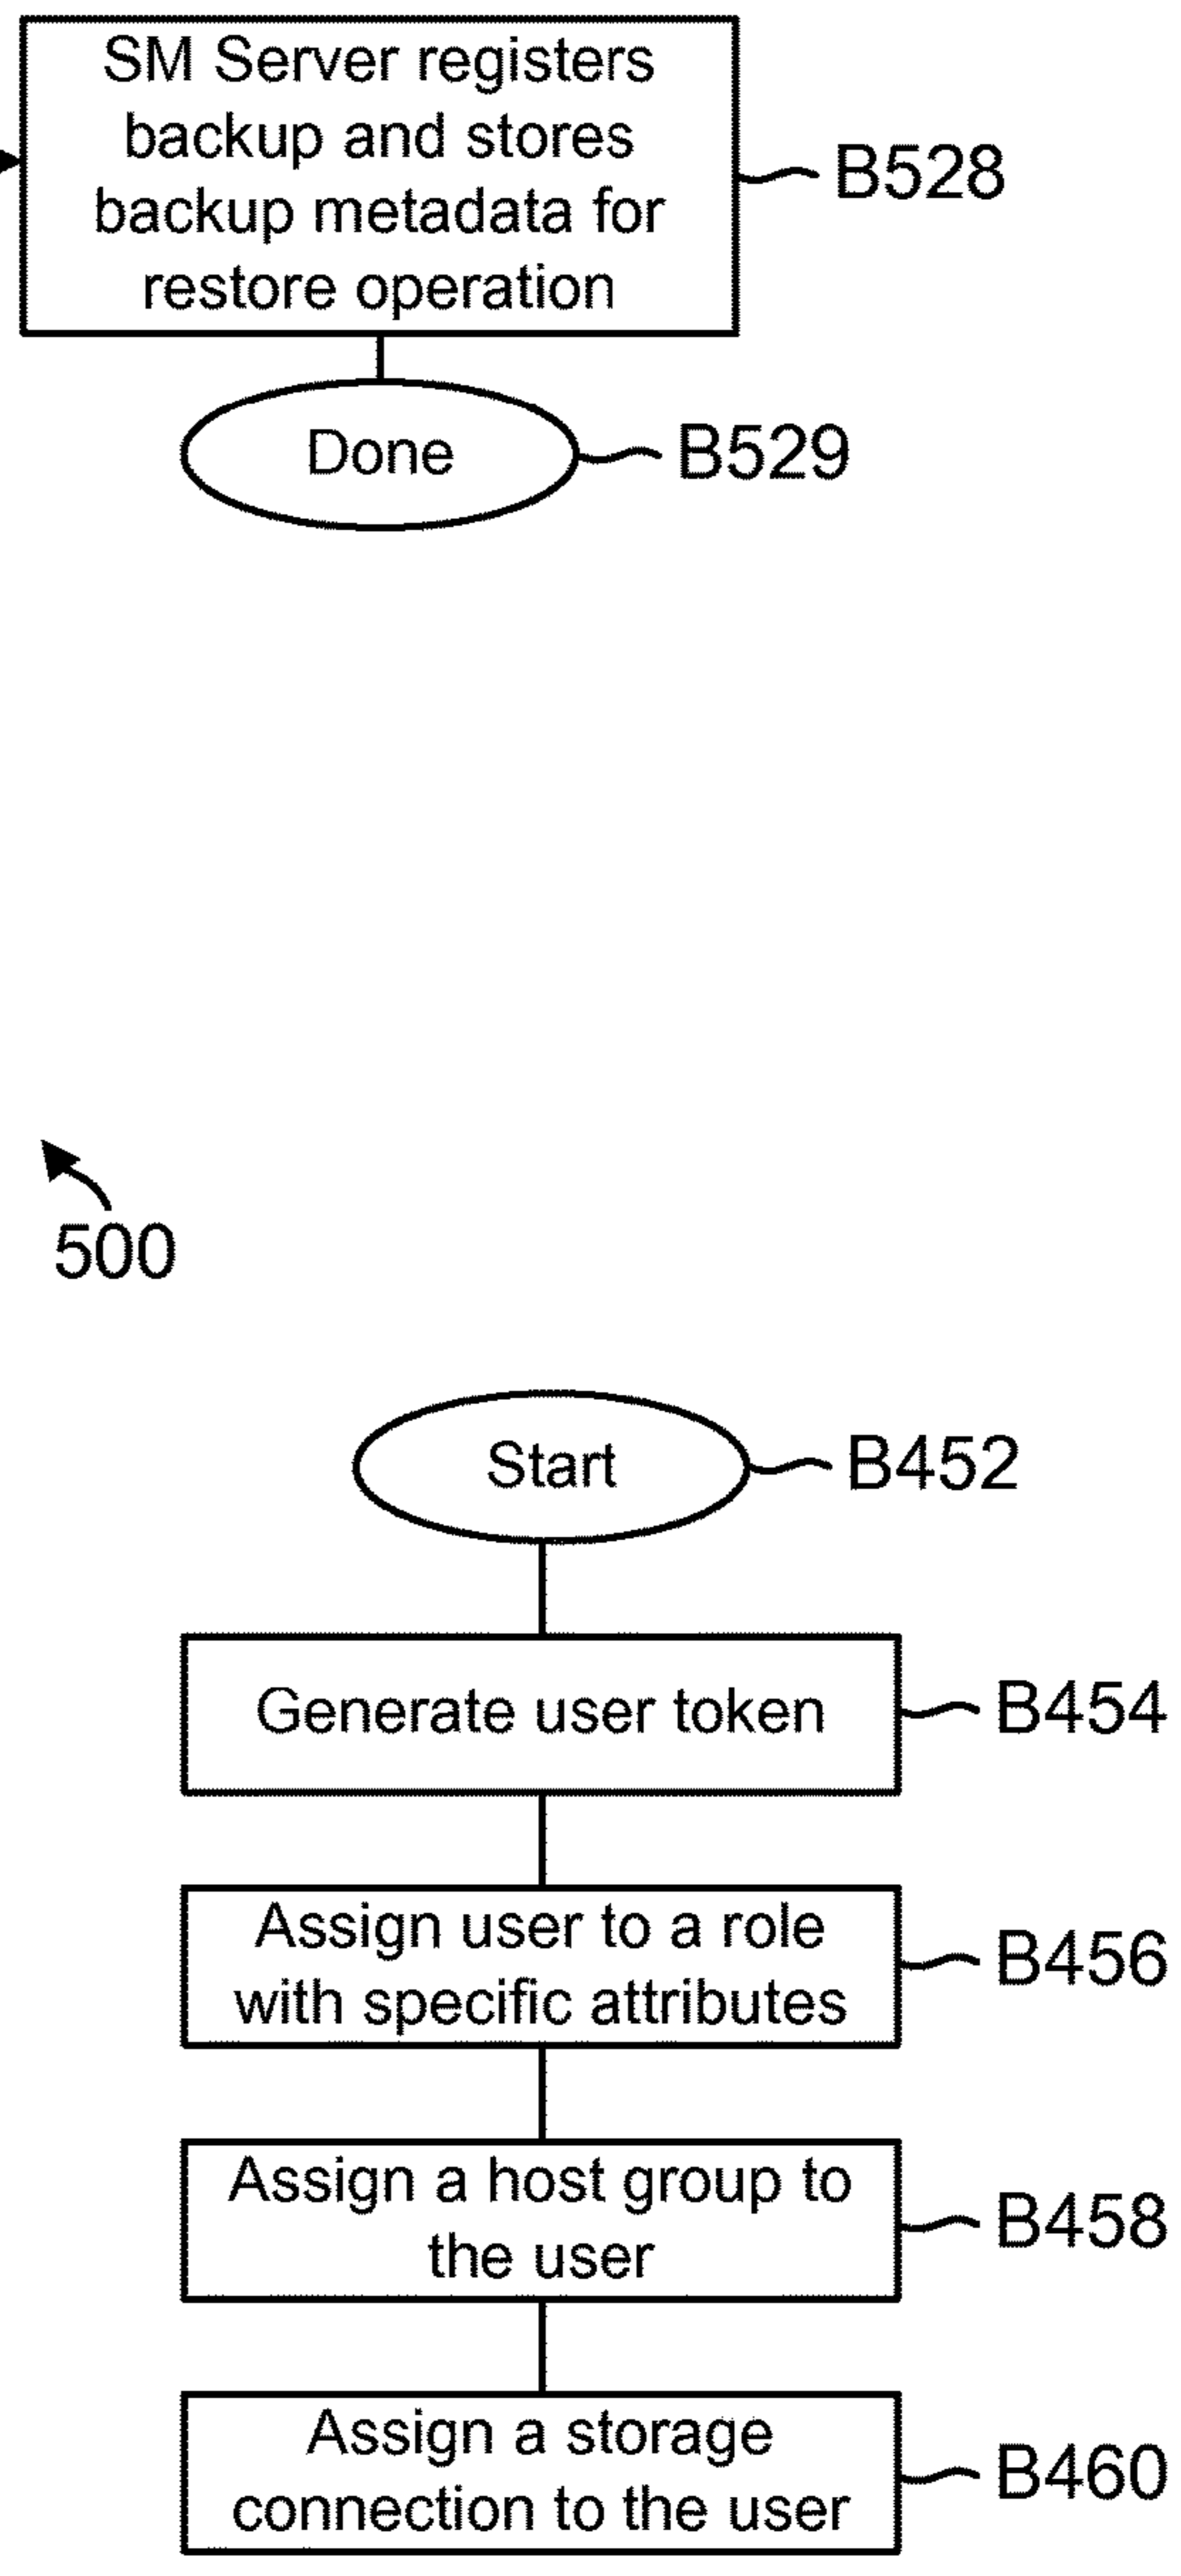 SM Server registers
backup and stores
backup metadata for
restore operation
B528
Done
B529
500
Start
B452
Generate user token
B454
Assign user to a role
with specific attributes
B456
Assign a host group to
the user
B458
Assign a storage
connection to the user
B460